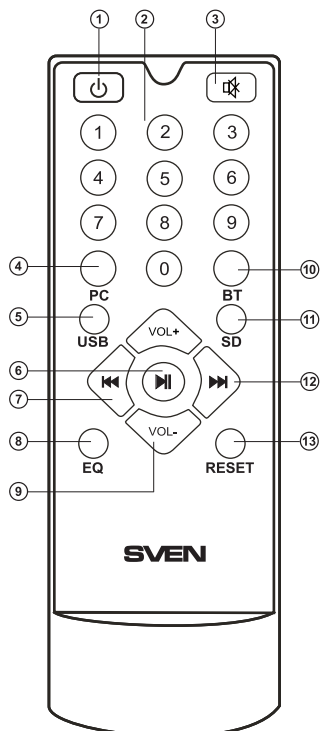 1 2 3
1 2 3
4 5 6
7 8 9
4 0 10
PC BT
5 11
USB VOL+ SD
6
7 12
8 VOL- 13
EQ RESET
9
SVEN